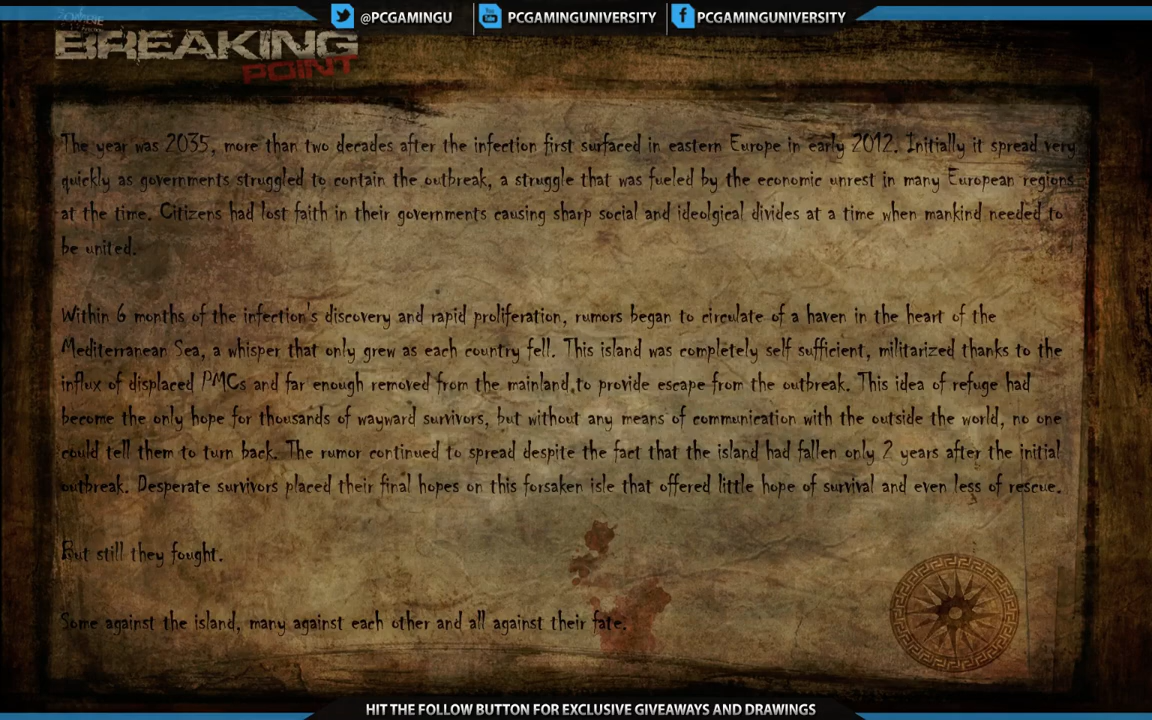 @PCGAMINGU PCGAMINGUNIVERSITY PCGAMINGUNIVERSITY
BREAKING
POINT
The year was 2035, more than two decades after the infection first surfaced in eastern Europe in early 2012. Initially it spread very
quickly as governments struggled to contain the outbreak, a struggle that was fueled by the economic unrest in many European regions
at the time. Citizens had lost faith in their governments causing sharp social and ideolgical divides at a time when mankind needed to
be united.
Within 6 months of the infection's discovery and rapid proliferation, rumors began to circulate of a haven in the heart of the
Mediterranean Sea, a whisper that only grew as each country fell. This island was completely self sufficient, militarized thanks to the
influx of displaced PMCs and far enough removed from the mainland to provide escape from the outbreak. This idea of refuge had
become the only hope for thousands of wayward survivors, but without any means of communication with the outside the world, no one
could tell them to turn back. The rumor continued to spread despite the fact that the island had fallen only 2 years after the initial
outbreak. Desperate survivors placed their final hopes on this forsaken isle that offered little hope of survival and even less of rescue.
But still they fought.
Some against the island, many against each other and all against their fate.
HIT THE FOLLOW BUTTON FOR EXCLUSIVE GIVEAWAYS AND DRAWINGS